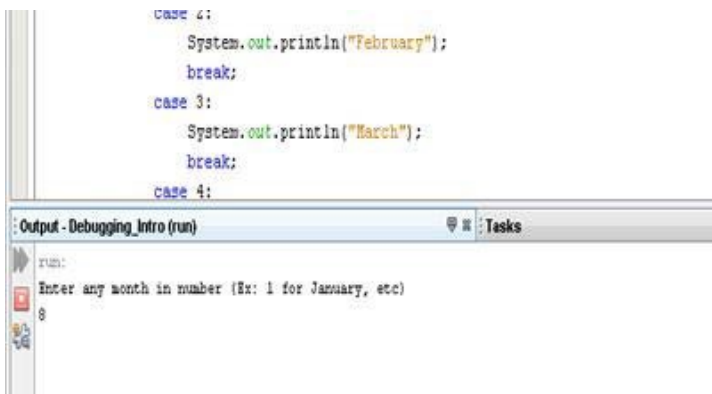 case 2:
System.out.println("February");
break;
case 3:
System.out.println("March");
break;
case 4:
Output - Debugging_Intro (run)
Tasks
run:
Enter any month in number (Ex: 1 for January, etc)
8